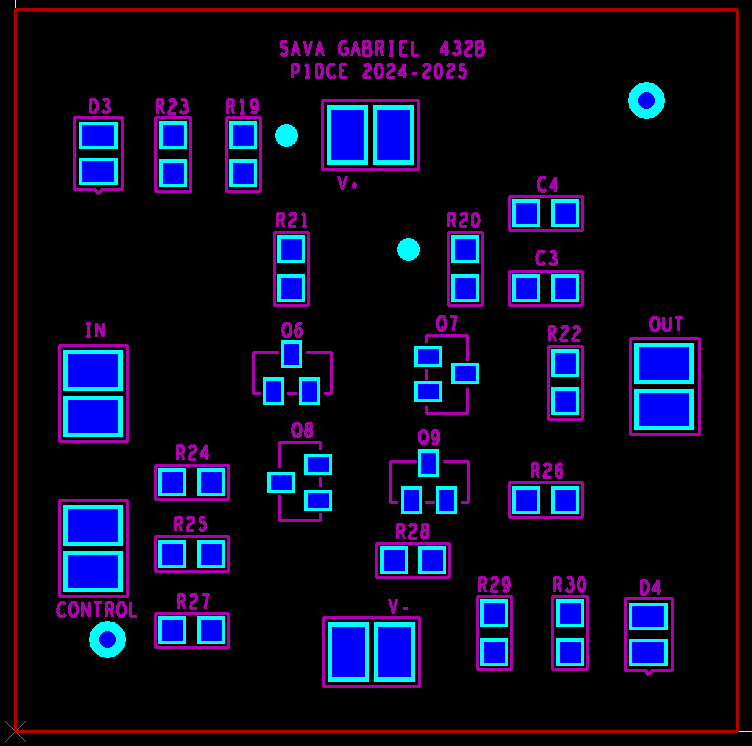 SAVA GABRIEL 432B
PIDCE 2024-2025
D3 R23 R19
V+
C4
R21 R20
C3
IN Q6 Q7 R22 OUT
R24 Q8 Q9 R26
R25 R28
CONTROL R27 V- R29 R30 D4